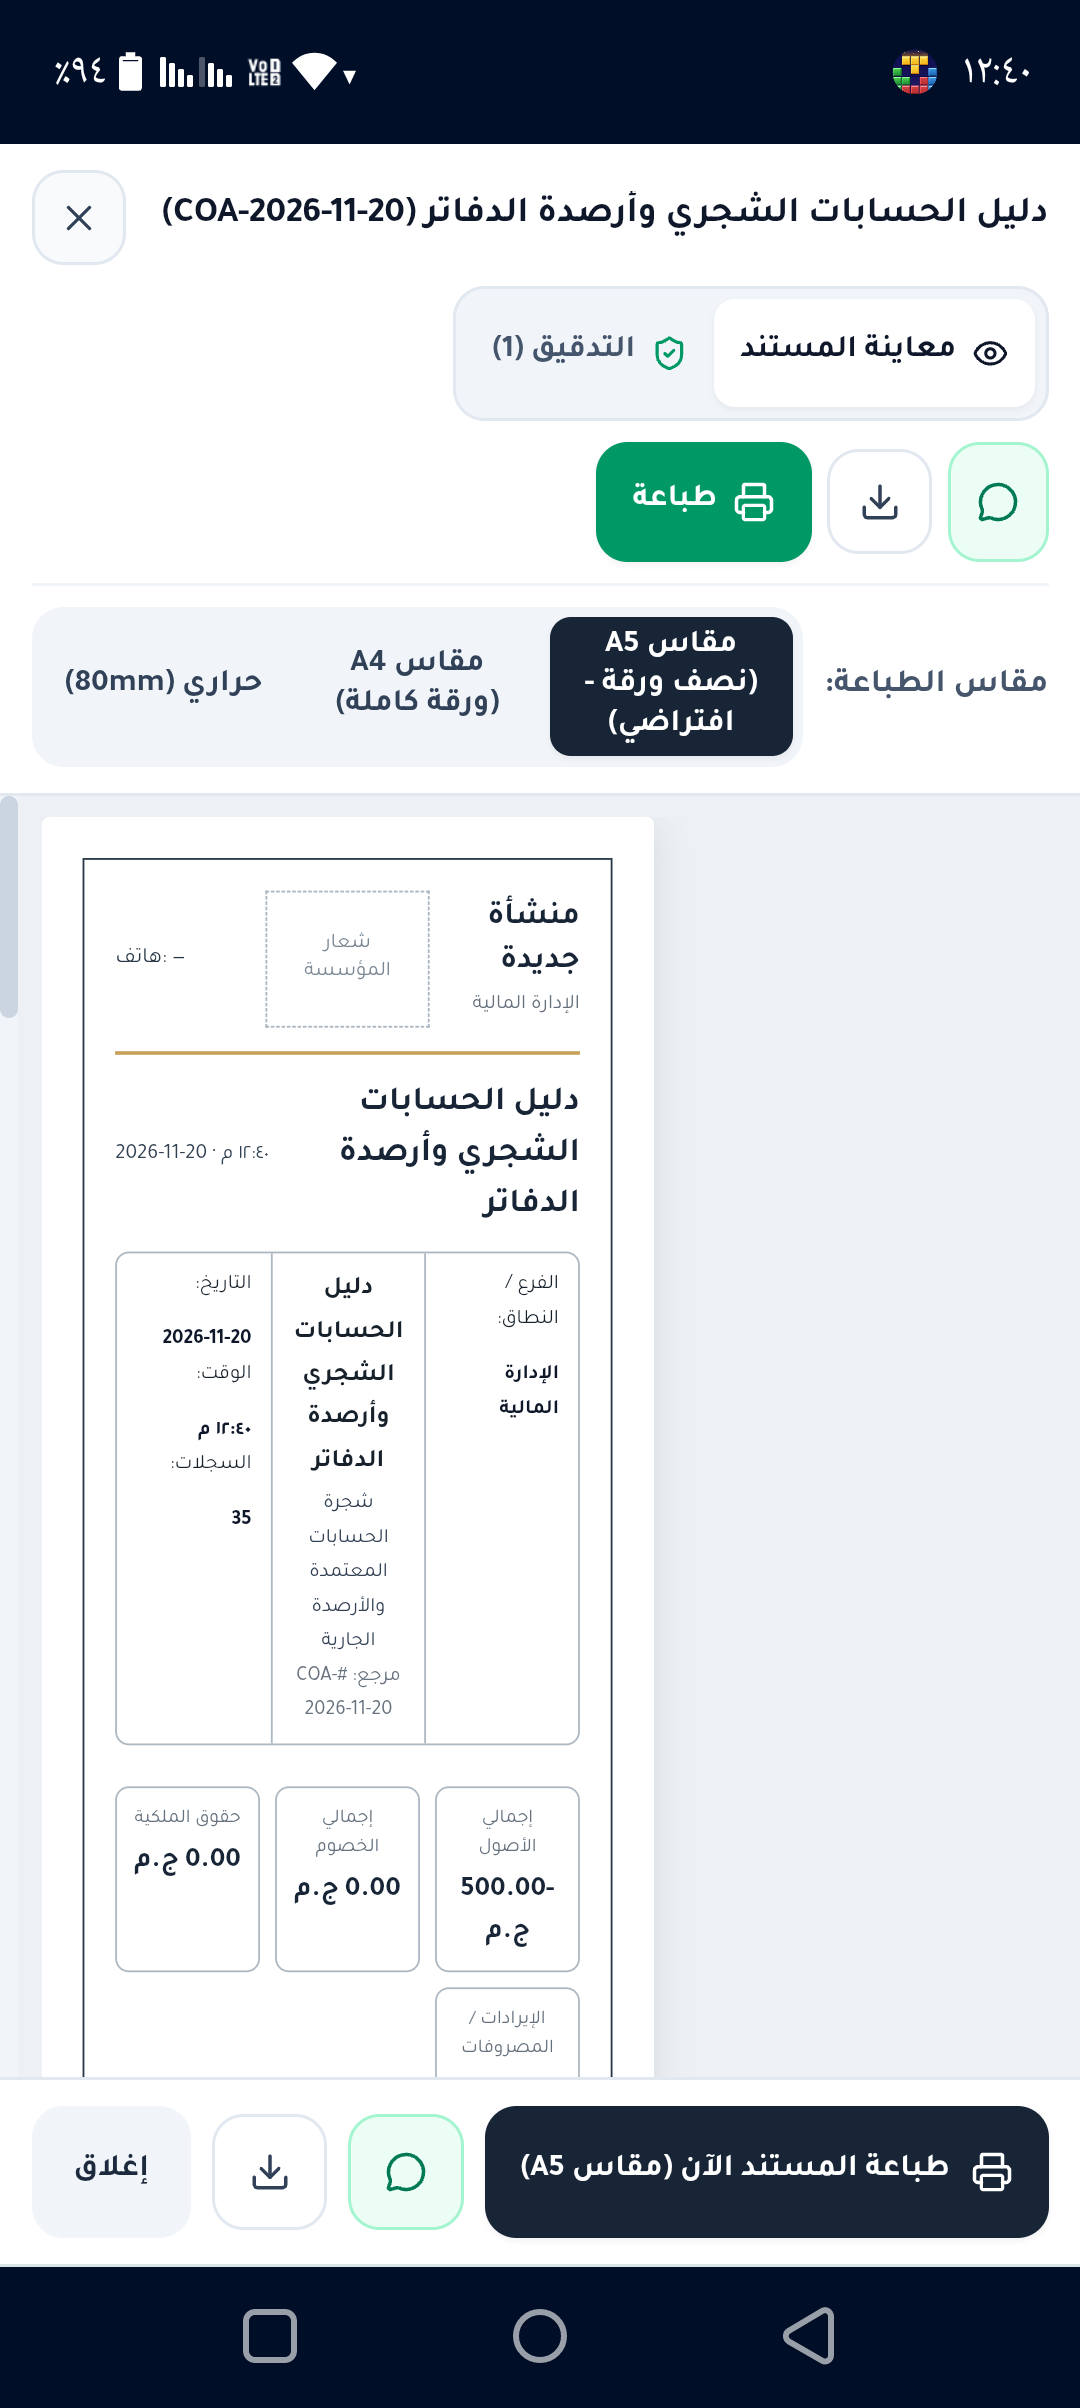 ١٢:٤٠
٪٩٤
دليل الحسابات الشجري وأرصدة الدفاتر (COA-2026-11-20)
معاينة المستند
التدقيق (1)
طباعة
مقاس الطباعة:
مقاس A5
(نصف ورقة -
افتراضي)
مقاس A4
(ورقة كاملة)
حراري (80mm)
منشأة
جديدة
الإدارة المالية
شعار
المؤسسة
هاتف: –
دليل الحسابات
الشجري وأرصدة
الدفاتر
2026-11-20 · ١٢:٤٠ م
الفرع /
النطاق:
الإدارة
المالية
دليل
الحسابات
الشجري
وأرصدة
الدفاتر
شجرة
الحسابات
المعتمدة
والأرصدة
الجارية
مرجع: #COA-
2026-11-20
التاريخ:
2026-11-20
الوقت:
١٢:٤٠ م
السجلات:
35
إجمالي
الأصول
-500.00
ج.م
إجمالي
الخصوم
0.00 ج.م
حقوق الملكية
0.00 ج.م
الإيرادات /
المصروفات
طباعة المستند الآن (مقاس A5)
إغلاق